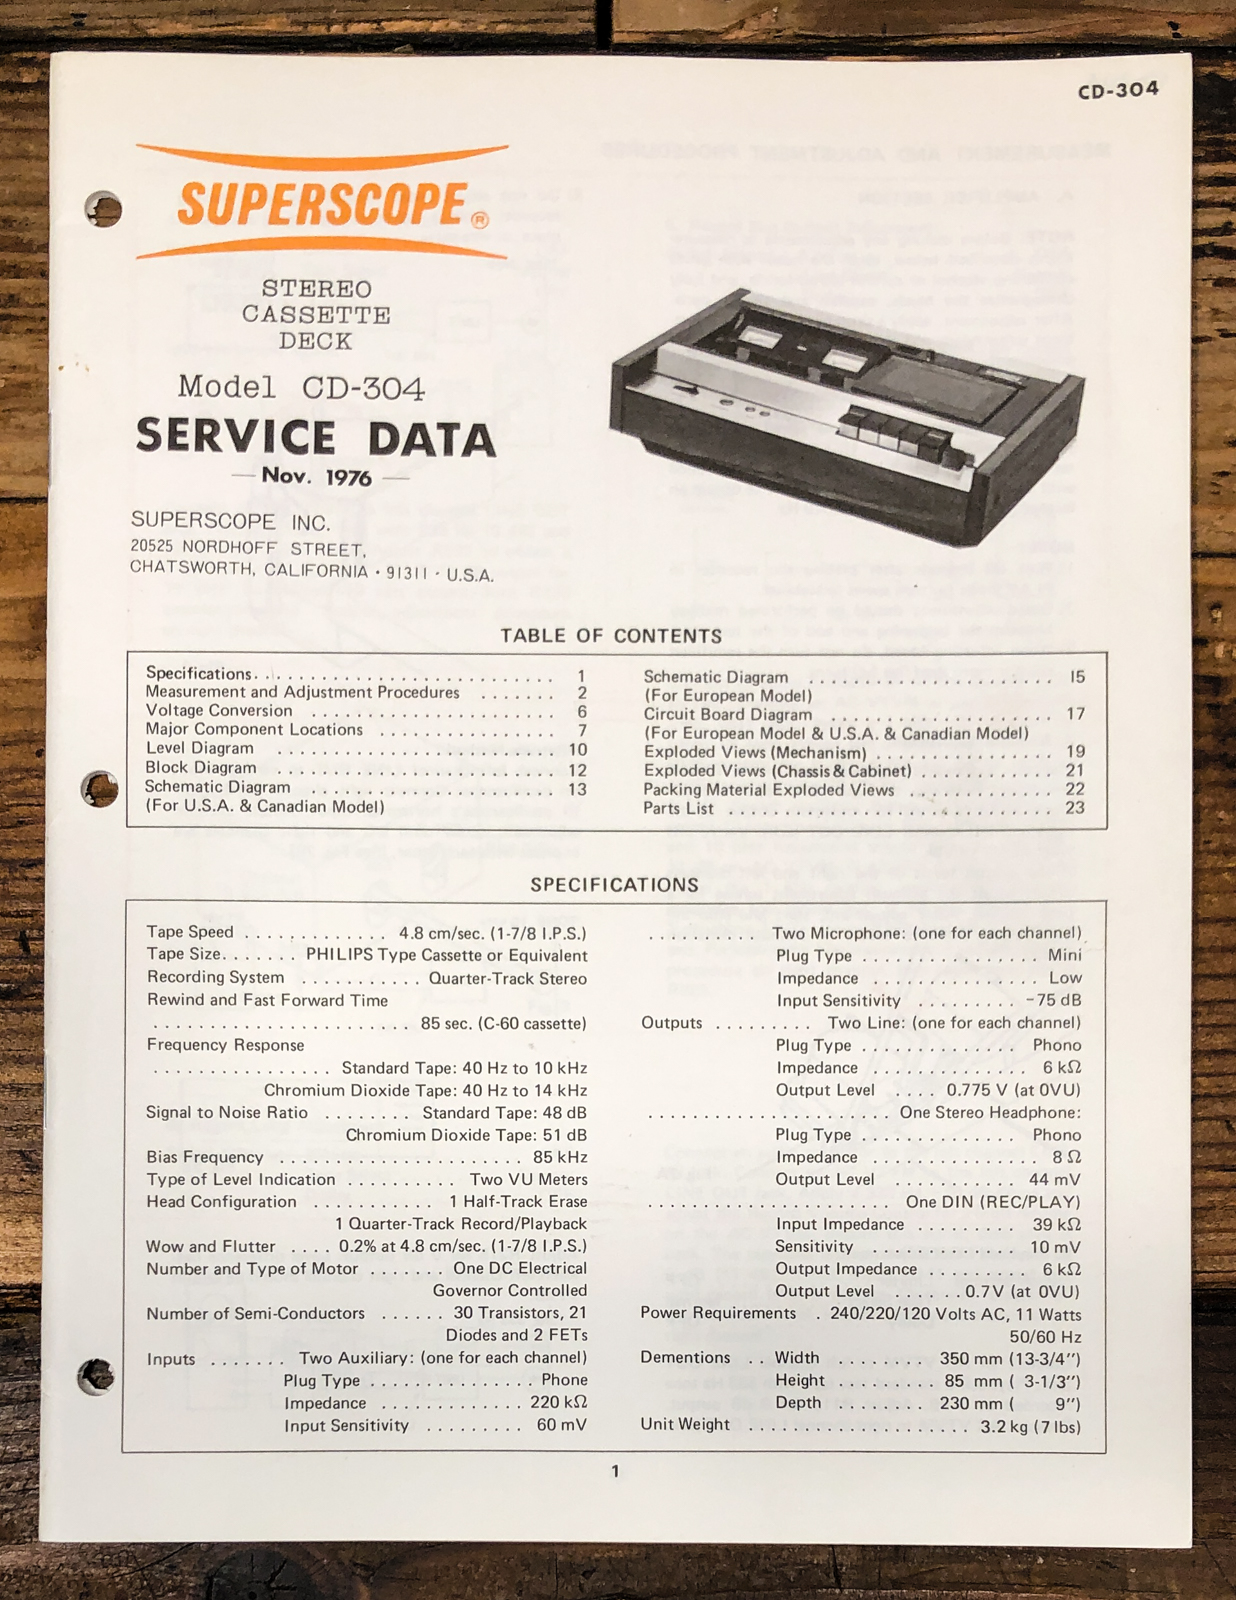 CD-304
SUPERSCOPE®
STEREO
CASSETTE
DECK
Model CD-304
SERVICE DATA
— Nov. 1976 —
SUPERSCOPE INC.
20525 NORDHOFF STREET,
CHATSWORTH, CALIFORNIA · 91311 · U.S.A.
TABLE OF CONTENTS
Specifications . . . . . . . . . . 1
Measurement and Adjustment Procedures . . . . . . . 2
Voltage Conversion . . . . . . . . . . 6
Major Component Locations . . . . . . . . . . 7
Level Diagram . . . . . . . . . . 10
Block Diagram . . . . . . . . . . 12
Schematic Diagram . . . . . . . . . . 13
(For U.S.A. & Canadian Model)
Schematic Diagram . . . . . . . . . . 15
(For European Model)
Circuit Board Diagram . . . . . . . . . . 17
(For European Model & U.S.A. & Canadian Model)
Exploded Views (Mechanism) . . . . . . . . . . 19
Exploded Views (Chassis & Cabinet) . . . . . . . . . . 21
Packing Material Exploded Views . . . . . . . . . . 22
Parts List . . . . . . . . . . 23
SPECIFICATIONS
Tape Speed . . . . . . . . . . 4.8 cm/sec. (1-7/8 I.P.S.)
Tape Size . . . . . . . PHILIPS Type Cassette or Equivalent
Recording System . . . . . . . . . . Quarter-Track Stereo
Rewind and Fast Forward Time
. . . . . . . . . . 85 sec. (C-60 cassette)
Frequency Response
. . . . . . . . . . Standard Tape: 40 Hz to 10 kHz
Chromium Dioxide Tape: 40 Hz to 14 kHz
Signal to Noise Ratio . . . . . . . . Standard Tape: 48 dB
Chromium Dioxide Tape: 51 dB
Bias Frequency . . . . . . . . . . 85 kHz
Type of Level Indication . . . . . . . . . . Two VU Meters
Head Configuration . . . . . . . . . . 1 Half-Track Erase
1 Quarter-Track Record/Playback
Wow and Flutter . . . . 0.2% at 4.8 cm/sec. (1-7/8 I.P.S.)
Number and Type of Motor . . . . . . . One DC Electrical
Governor Controlled
Number of Semi-Conductors . . . . . . 30 Transistors, 21
Diodes and 2 FETs
Inputs . . . . . . . Two Auxiliary: (one for each channel)
Plug Type . . . . . . . . . . Phone
Impedance . . . . . . . . . . 220 kΩ
Input Sensitivity . . . . . . . . . 60 mV
. . . . . . . . . . Two Microphone: (one for each channel)
Plug Type . . . . . . . . . . Mini
Impedance . . . . . . . . . . Low
Input Sensitivity . . . . . . . . . -75 dB
Outputs . . . . . . . . . Two Line: (one for each channel)
Plug Type . . . . . . . . . . Phono
Impedance . . . . . . . . . . 6 kΩ
Output Level . . . . 0.775 V (at 0VU)
. . . . . . . . . . One Stereo Headphone:
Plug Type . . . . . . . . . . Phono
Impedance . . . . . . . . . . 8 Ω
Output Level . . . . . . . . . . 44 mV
. . . . . . . . . . One DIN (REC/PLAY)
Input Impedance . . . . . . . . . 39 kΩ
Sensitivity . . . . . . . . . . 10 mV
Output Impedance . . . . . . . . . 6 kΩ
Output Level . . . . . . . 0.7 V (at 0VU)
Power Requirements . 240/220/120 Volts AC, 11 Watts
50/60 Hz
Dementions . . Width . . . . . . . . 350 mm (13-3/4")
Height . . . . . . . . . 85 mm ( 3-1/3")
Depth . . . . . . . . 230 mm ( 9")
Unit Weight . . . . . . . . . . 3.2 kg (7 lbs)
1